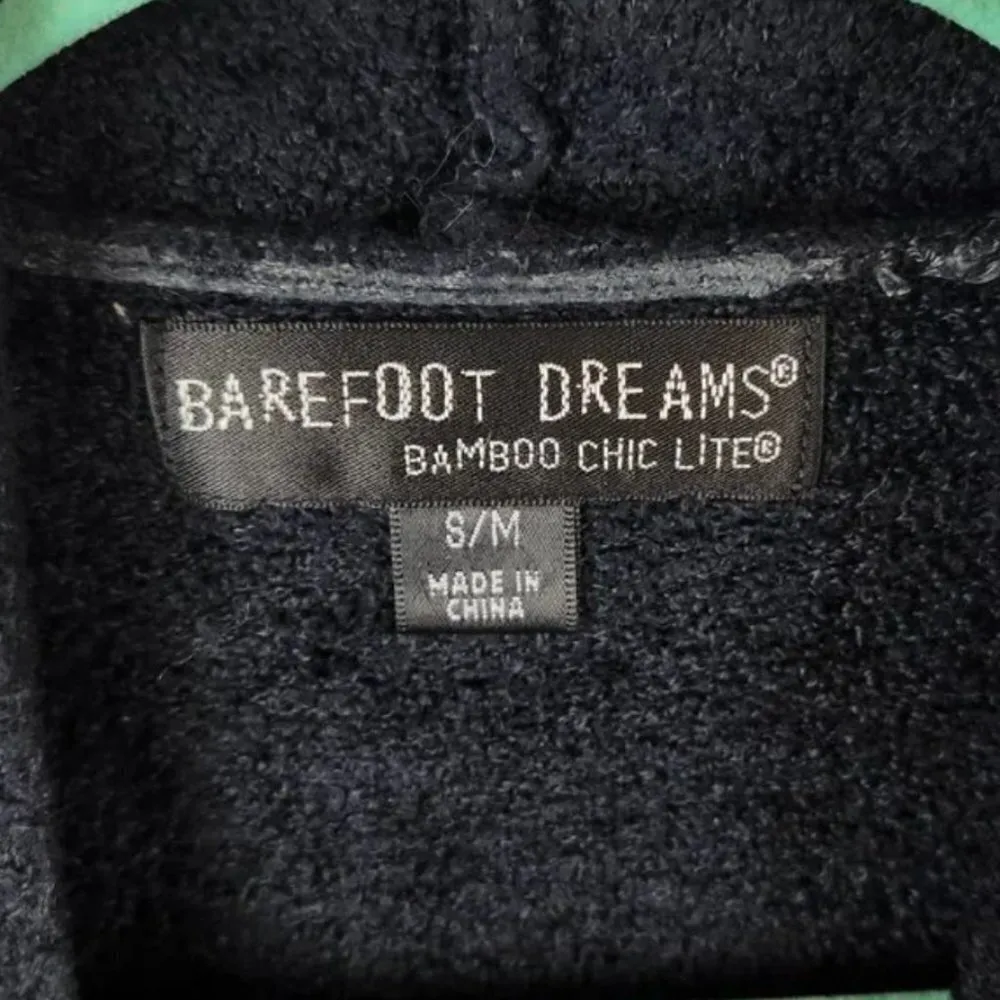 BAREFOOT DREAMS®
BAMBOO CHIC LITE®
S/M
MADE IN
CHINA